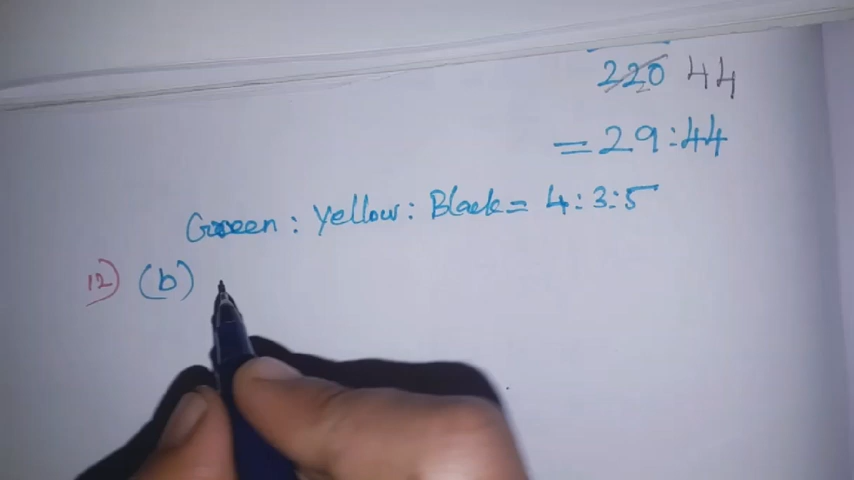 220 44
= 29:44
Green : Yellow : Black = 4:3:5
12) (b)